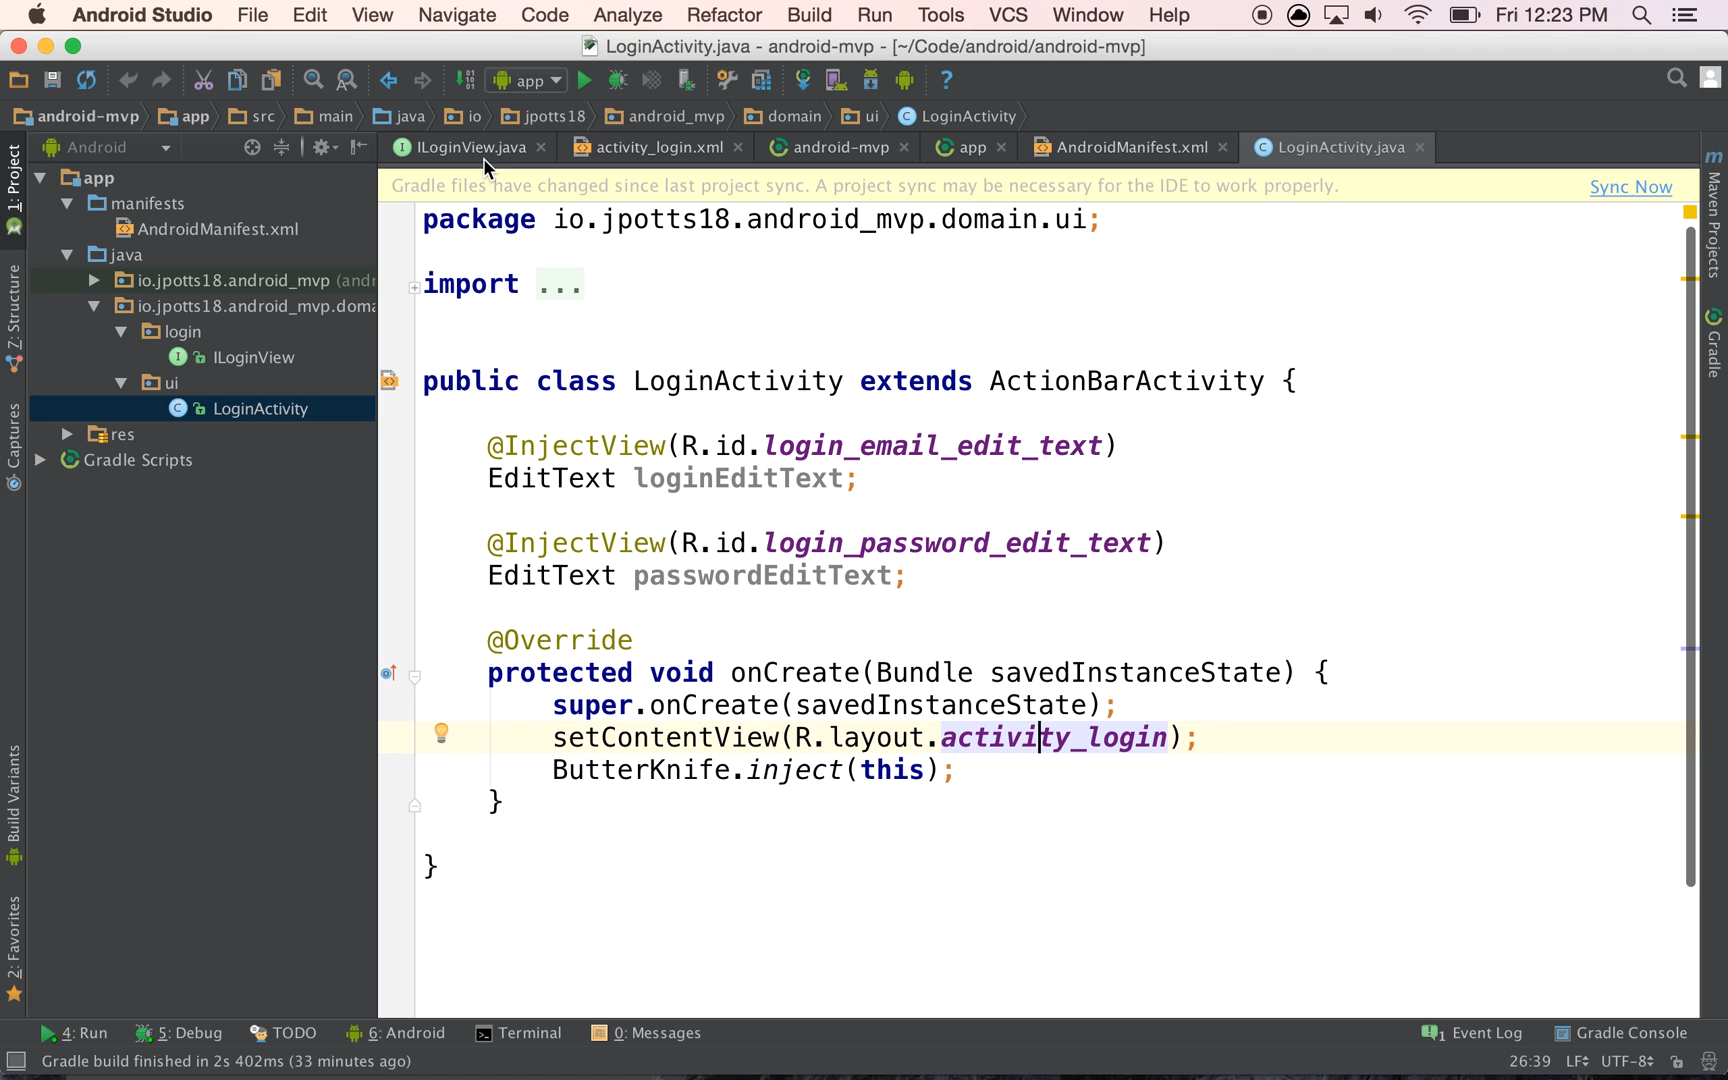 Android Studio File Edit View Navigate Code Analyze Refactor Build Run Tools VCS Window Help Fri 12:23 PM
LoginActivity.java - android-mvp - [~/Code/android/android-mvp]
app
android-mvp app src main java io jpotts18 android_mvp domain ui LoginActivity
Android ILoginView.java activity_login.xml android-mvp app AndroidManifest.xml LoginActivity.java
Gradle files have changed since last project sync. A project sync may be necessary for the IDE to work properly. Sync Now
1: Project
Z: Structure
Captures
Build Variants
2: Favorites
app
manifests
AndroidManifest.xml
java
io.jpotts18.android_mvp (andr
io.jpotts18.android_mvp.doma
login
ILoginView
ui
LoginActivity
res
Gradle Scripts
package io.jpotts18.android_mvp.domain.ui;
import ...
public class LoginActivity extends ActionBarActivity {
@InjectView(R.id.login_email_edit_text)
EditText loginEditText;
@InjectView(R.id.login_password_edit_text)
EditText passwordEditText;
@Override
protected void onCreate(Bundle savedInstanceState) {
super.onCreate(savedInstanceState);
setContentView(R.layout.activity_login);
ButterKnife.inject(this);
}
}
Maven Projects
Gradle
4: Run 5: Debug TODO 6: Android Terminal 0: Messages 1 Event Log Gradle Console
Gradle build finished in 2s 402ms (33 minutes ago) 26:39 LF UTF-8